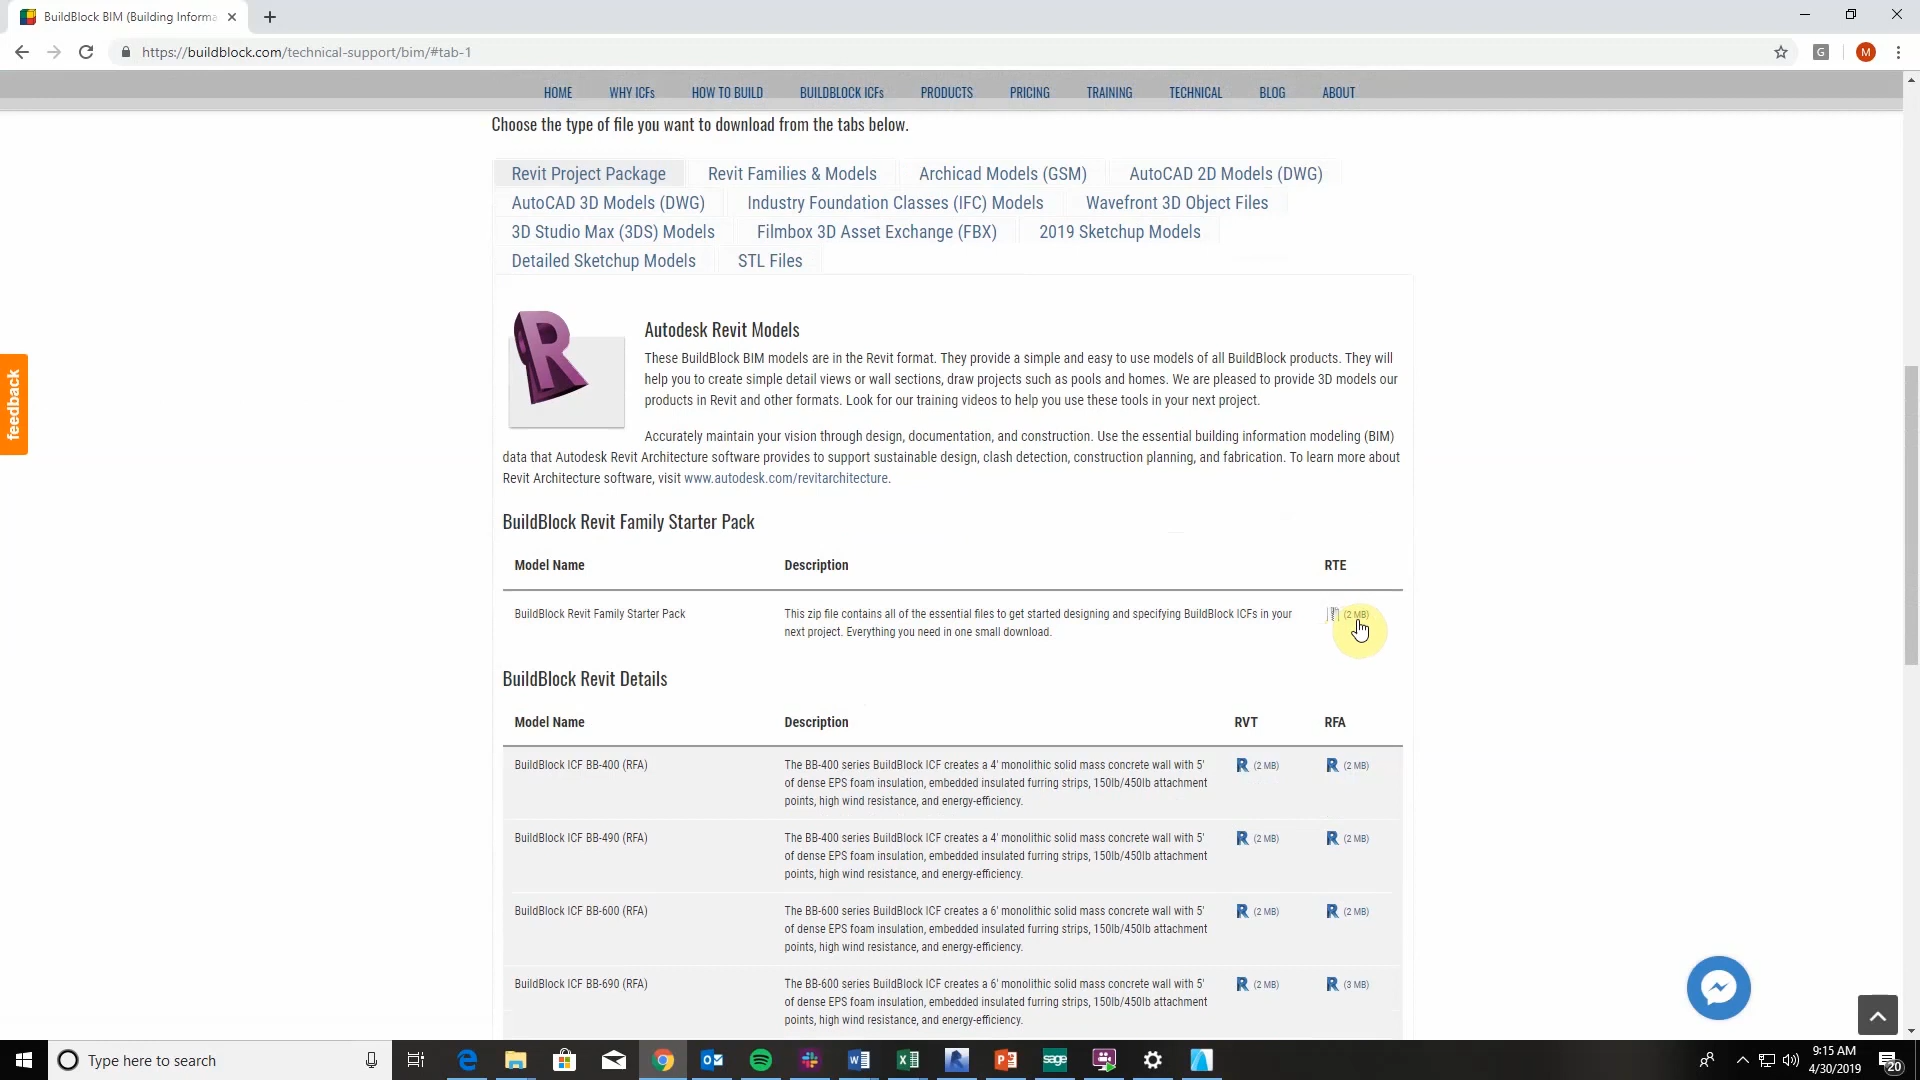 BuildBlock BIM (Building Informa
https://buildblock.com/technical-support/bim/#tab-1
G
M
HOME WHY ICFs HOW TO BUILD BUILDBLOCK ICFs PRODUCTS PRICING TRAINING TECHNICAL BLOG ABOUT
Choose the type of file you want to download from the tabs below.
Revit Project Package Revit Families & Models Archicad Models (GSM) AutoCAD 2D Models (DWG)
AutoCAD 3D Models (DWG) Industry Foundation Classes (IFC) Models Wavefront 3D Object Files
3D Studio Max (3DS) Models Filmbox 3D Asset Exchange (FBX) 2019 Sketchup Models
Detailed Sketchup Models STL Files
feedback
R
Autodesk Revit Models
These BuildBlock BIM models are in the Revit format. They provide a simple and easy to use models of all BuildBlock products. They will
help you to create simple detail views or wall sections, draw projects such as pools and homes. We are pleased to provide 3D models our
products in Revit and other formats. Look for our training videos to help you use these tools in your next project.
Accurately maintain your vision through design, documentation, and construction. Use the essential building information modeling (BIM)
data that Autodesk Revit Architecture software provides to support sustainable design, clash detection, construction planning, and fabrication. To learn more about
Revit Architecture software, visit www.autodesk.com/revitarchitecture.
BuildBlock Revit Family Starter Pack
Model Name Description RTE
BuildBlock Revit Family Starter Pack This zip file contains all of the essential files to get started designing and specifying BuildBlock ICFs in your (2 MB)
next project. Everything you need in one small download.
BuildBlock Revit Details
Model Name Description RVT RFA
BuildBlock ICF BB-400 (RFA) The BB-400 series BuildBlock ICF creates a 4' monolithic solid mass concrete wall with 5' R (2 MB) R (2 MB)
of dense EPS foam insulation, embedded insulated furring strips, 150lb/450lb attachment
points, high wind resistance, and energy-efficiency.
BuildBlock ICF BB-490 (RFA) The BB-400 series BuildBlock ICF creates a 4' monolithic solid mass concrete wall with 5' R (2 MB) R (2 MB)
of dense EPS foam insulation, embedded insulated furring strips, 150lb/450lb attachment
points, high wind resistance, and energy-efficiency.
BuildBlock ICF BB-600 (RFA) The BB-600 series BuildBlock ICF creates a 6' monolithic solid mass concrete wall with 5' R (2 MB) R (2 MB)
of dense EPS foam insulation, embedded insulated furring strips, 150lb/450lb attachment
points, high wind resistance, and energy-efficiency.
BuildBlock ICF BB-690 (RFA) The BB-600 series BuildBlock ICF creates a 6' monolithic solid mass concrete wall with 5' R (2 MB) R (3 MB)
of dense EPS foam insulation, embedded insulated furring strips, 150lb/450lb attachment
points, high wind resistance, and energy-efficiency.
Type here to search
sage
9:15 AM
4/30/2019
20